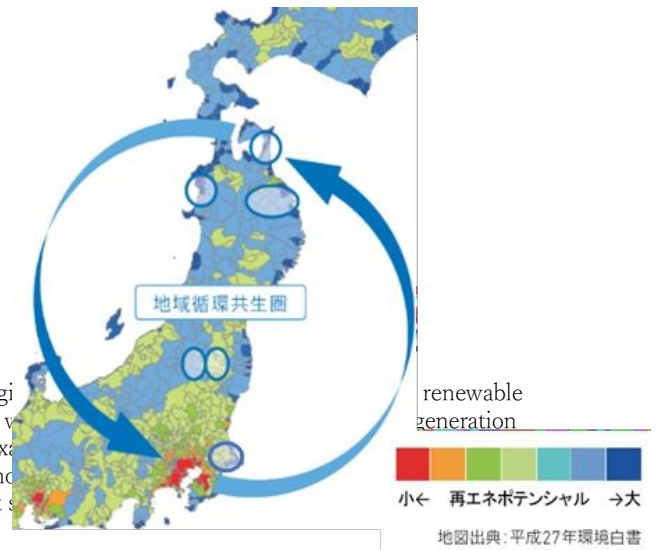 地域循環共生圏
renewable
generation
小← 再エネポテンシャル →大
地図出典:平成27年環境白書